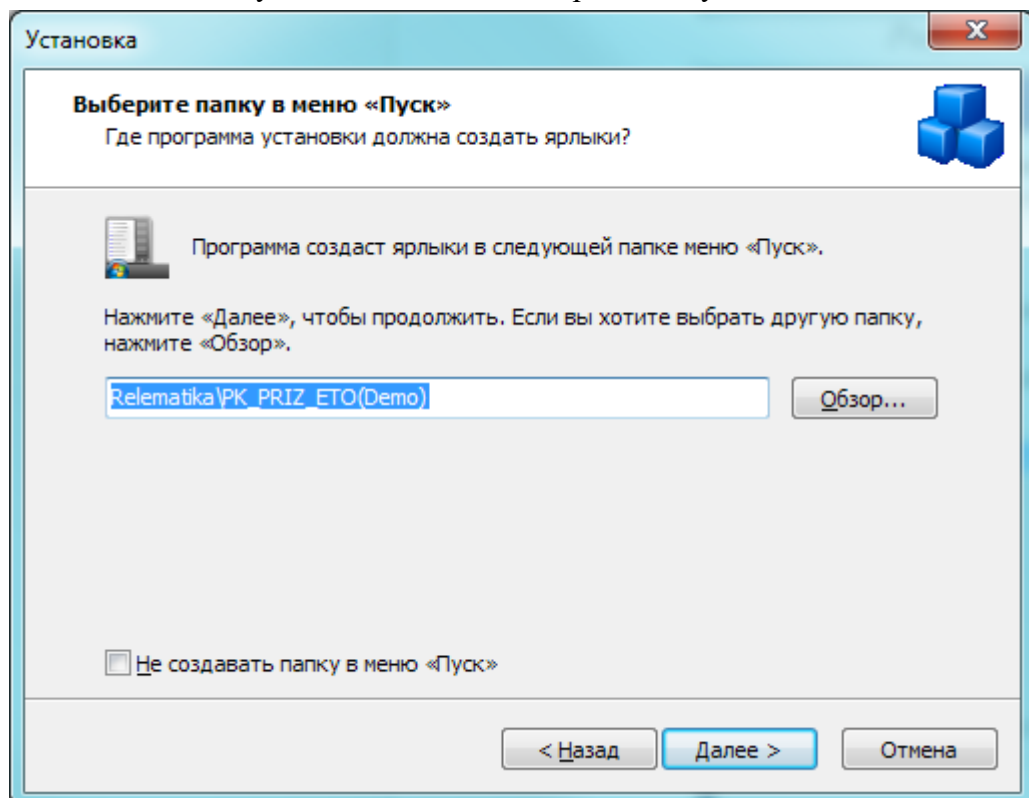 Установка
Выберите папку в меню «Пуск»
Где программа установки должна создать ярлыки?
Программа создаст ярлыки в следующей папке меню «Пуск».
Нажмите «Далее», чтобы продолжить. Если вы хотите выбрать другую папку,
нажмите «Обзор».
Relematika\PK_PRIZ_ETO(Demo)
Обзор...
Не создавать папку в меню «Пуск»
< Назад
Далее >
Отмена